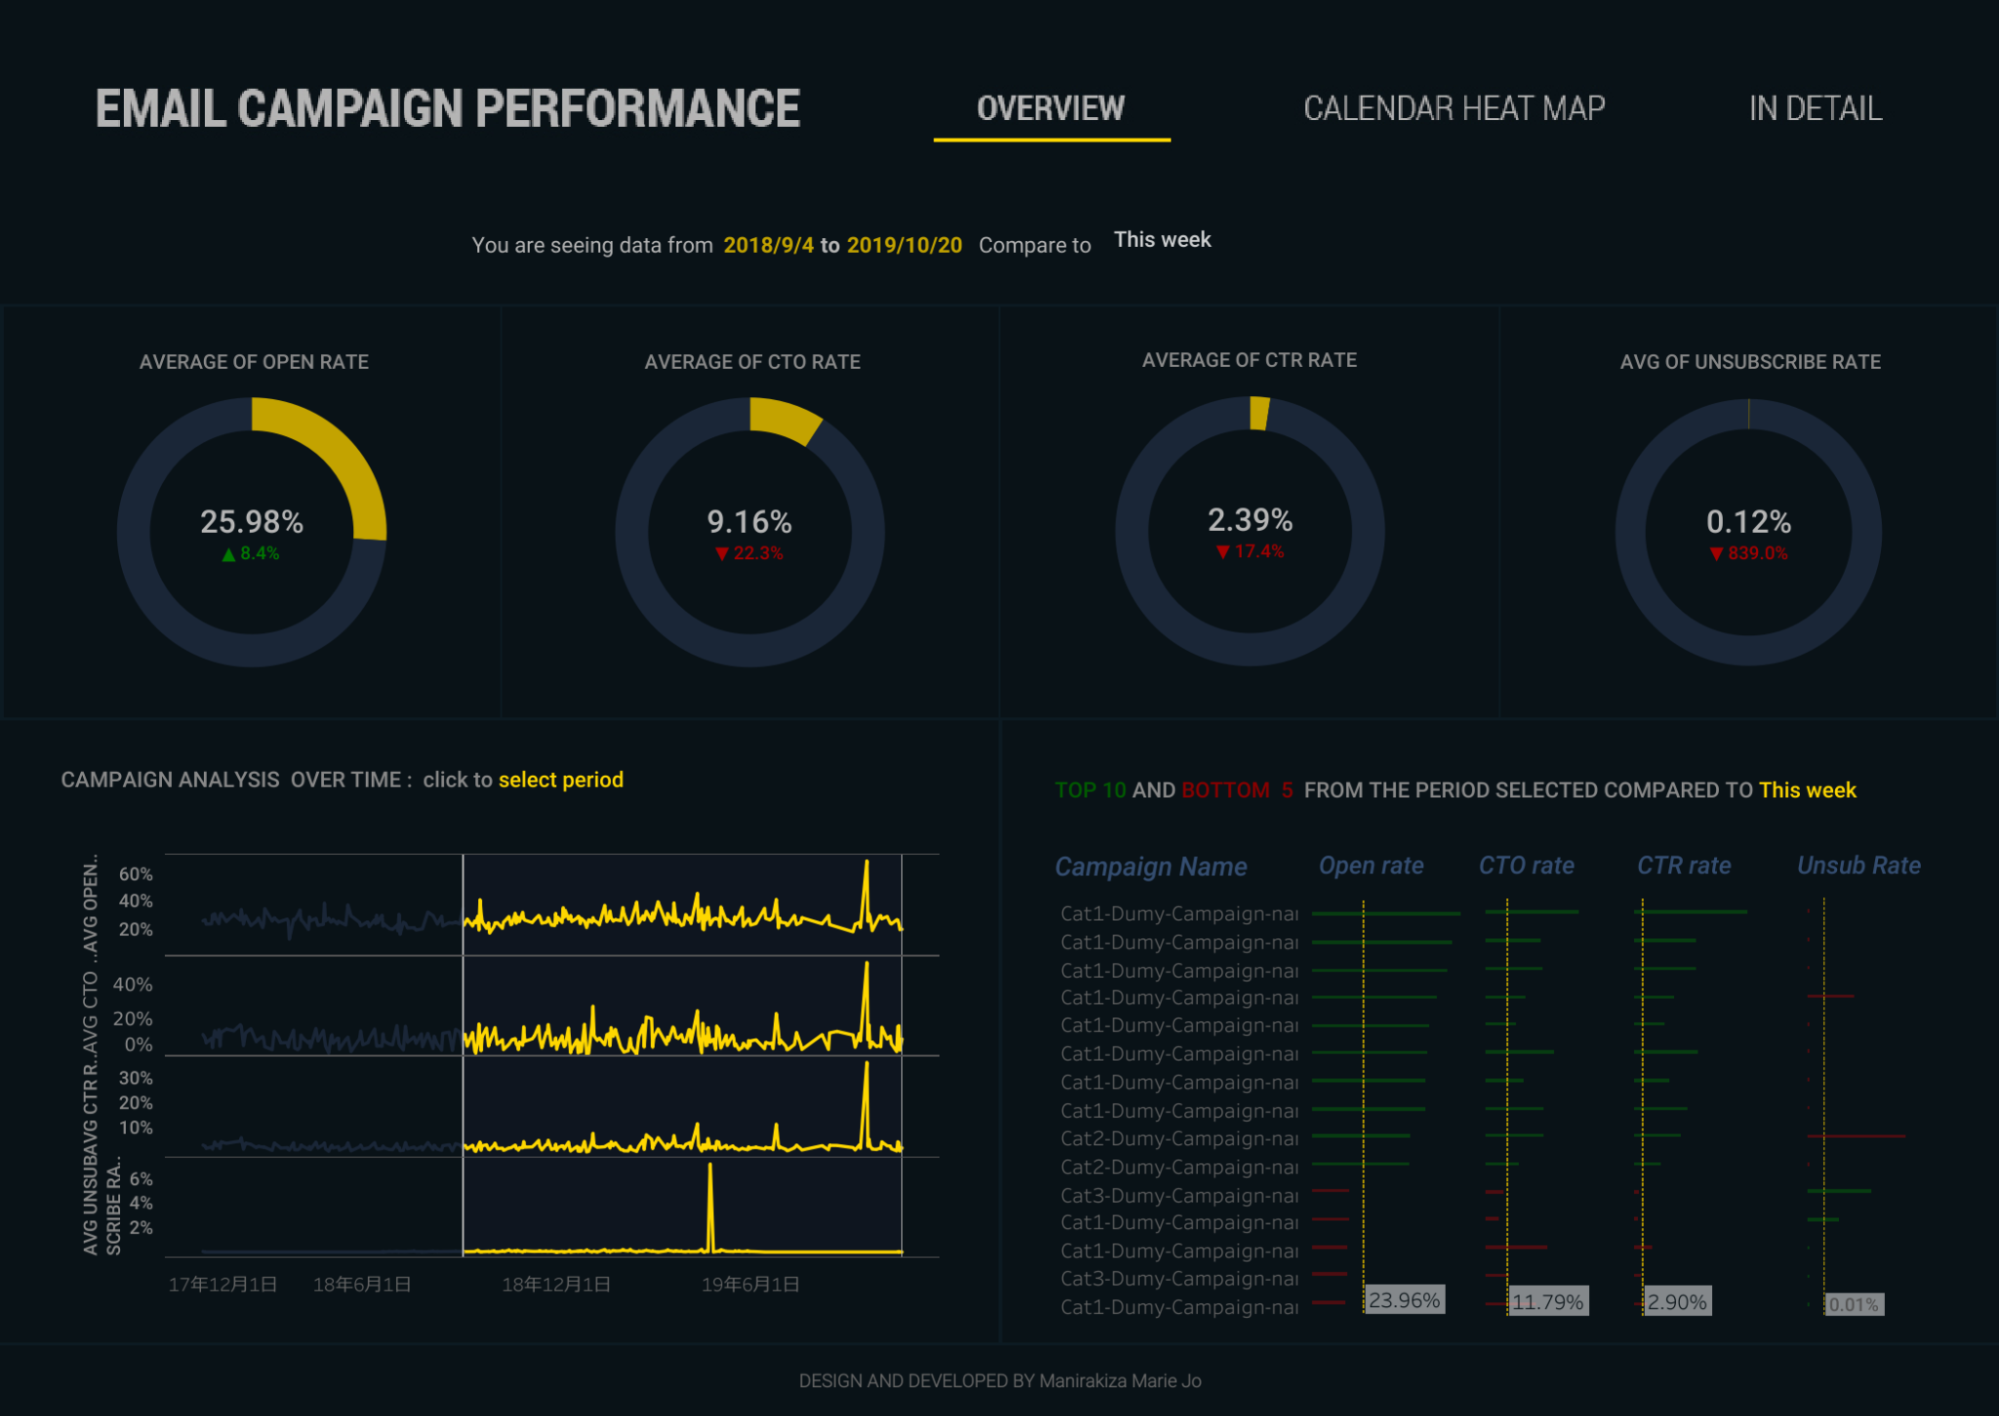 EMAIL CAMPAIGN PERFORMANCE
OVERVIEW
CALENDAR HEAT MAP
IN DETAIL
You are seeing data from 2018/9/4 to 2019/10/20 Compare to This week
AVERAGE OF OPEN RATE
25.98%
▲ 8.4%
AVERAGE OF CTO RATE
9.16%
▼ 22.3%
AVERAGE OF CTR RATE
2.39%
▼ 17.4%
AVG OF UNSUBSCRIBE RATE
0.12%
▼ 839.0%
CAMPAIGN ANALYSIS OVER TIME : click to select period
AVG OPEN..
60%
40%
20%
AVG CTO ..
40%
20%
0%
AVG CTR R..
30%
20%
10%
AVG UNSUB
SCRIBE RA..
6%
4%
2%
17年12月1日
18年6月1日
18年12月1日
19年6月1日
TOP 10 AND BOTTOM 5 FROM THE PERIOD SELECTED COMPARED TO This week
Campaign Name
Open rate
CTO rate
CTR rate
Unsub Rate
Cat1-Dumy-Campaign-nai
Cat1-Dumy-Campaign-nai
Cat1-Dumy-Campaign-nai
Cat1-Dumy-Campaign-nai
Cat1-Dumy-Campaign-nai
Cat1-Dumy-Campaign-nai
Cat1-Dumy-Campaign-nai
Cat1-Dumy-Campaign-nai
Cat2-Dumy-Campaign-nai
Cat2-Dumy-Campaign-nai
Cat3-Dumy-Campaign-nai
Cat1-Dumy-Campaign-nai
Cat1-Dumy-Campaign-nai
Cat3-Dumy-Campaign-nai
Cat1-Dumy-Campaign-nai
23.96%
11.79%
2.90%
0.01%
DESIGN AND DEVELOPED BY Manirakiza Marie Jo